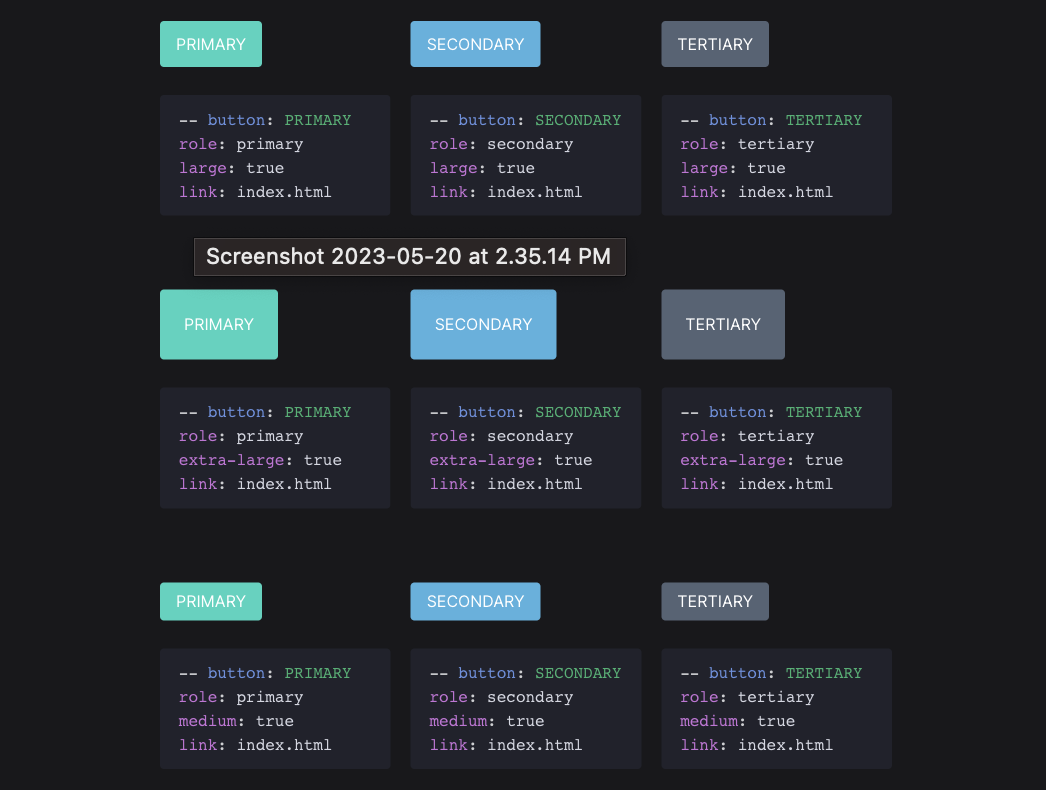 PRIMARY
SECONDARY
TERTIARY
-- button: PRIMARY
role: primary
large: true
link: index.html
-- button: SECONDARY
role: secondary
large: true
link: index.html
-- button: TERTIARY
role: tertiary
large: true
link: index.html
Screenshot 2023-05-20 at 2.35.14 PM
PRIMARY
SECONDARY
TERTIARY
-- button: PRIMARY
role: primary
extra-large: true
link: index.html
-- button: SECONDARY
role: secondary
extra-large: true
link: index.html
-- button: TERTIARY
role: tertiary
extra-large: true
link: index.html
PRIMARY
SECONDARY
TERTIARY
-- button: PRIMARY
role: primary
medium: true
link: index.html
-- button: SECONDARY
role: secondary
medium: true
link: index.html
-- button: TERTIARY
role: tertiary
medium: true
link: index.html